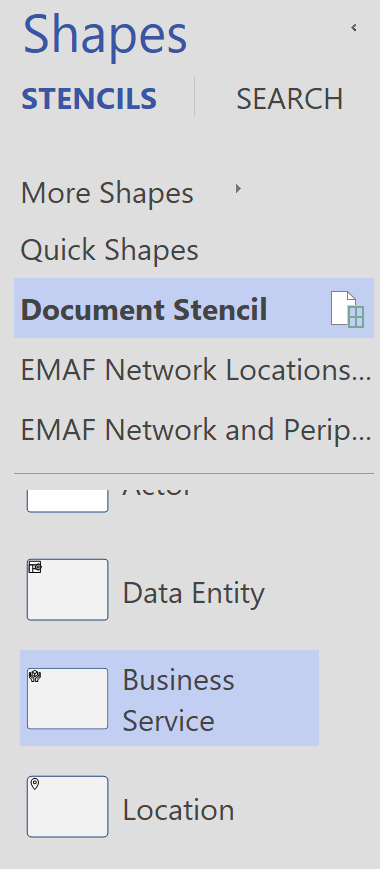 Shapes
STENCILS SEARCH
More Shapes
Quick Shapes
Document Stencil
EMAF Network Locations...
EMAF Network and Perip...
Actor
Data Entity
Business
Service
Location